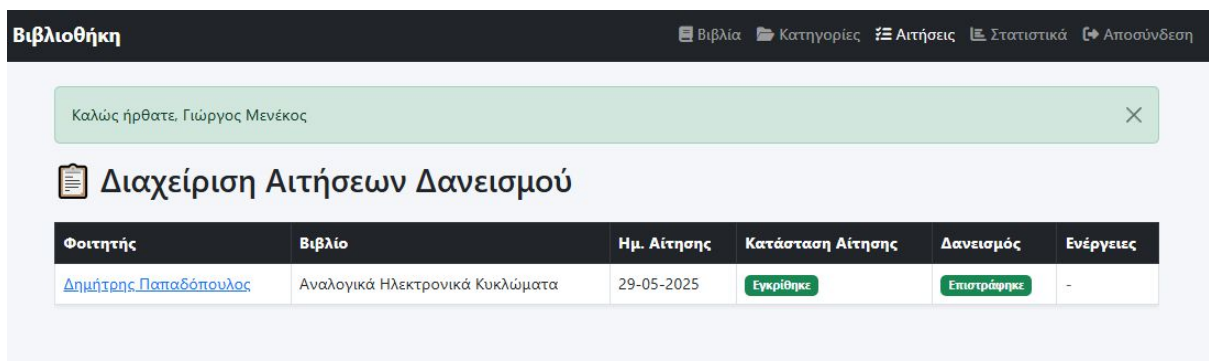 Βιβλιοθήκη Βιβλία Κατηγορίες Αιτήσεις Στατιστικά Αποσύνδεση
Καλώς ήρθατε, Γιώργος Μενέκος
Διαχείριση Αιτήσεων Δανεισμού
Φοιτητής Βιβλίο Ημ. Αίτησης Κατάσταση Αίτησης Δανεισμός Ενέργειες
Δημήτρης Παπαδόπουλος Αναλογικά Ηλεκτρονικά Κυκλώματα 29-05-2025 Εγκρίθηκε Επιστράφηκε -